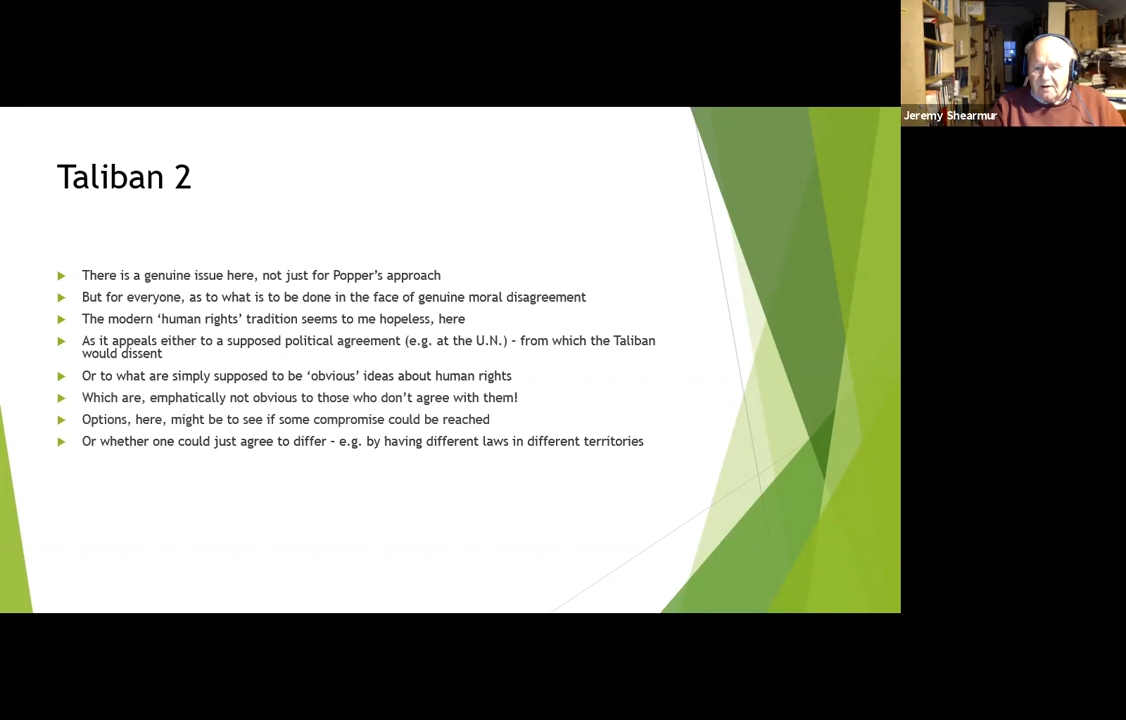 Jeremy Shearmur
Taliban 2
There is a genuine issue here, not just for Popper's approach
But for everyone, as to what is to be done in the face of genuine moral disagreement
The modern 'human rights' tradition seems to me hopeless, here
As it appeals either to a supposed political agreement (e.g. at the U.N.) – from which the Taliban
would dissent
Or to what are simply supposed to be 'obvious' ideas about human rights
Which are, emphatically not obvious to those who don't agree with them!
Options, here, might be to see if some compromise could be reached
Or whether one could just agree to differ – e.g. by having different laws in different territories